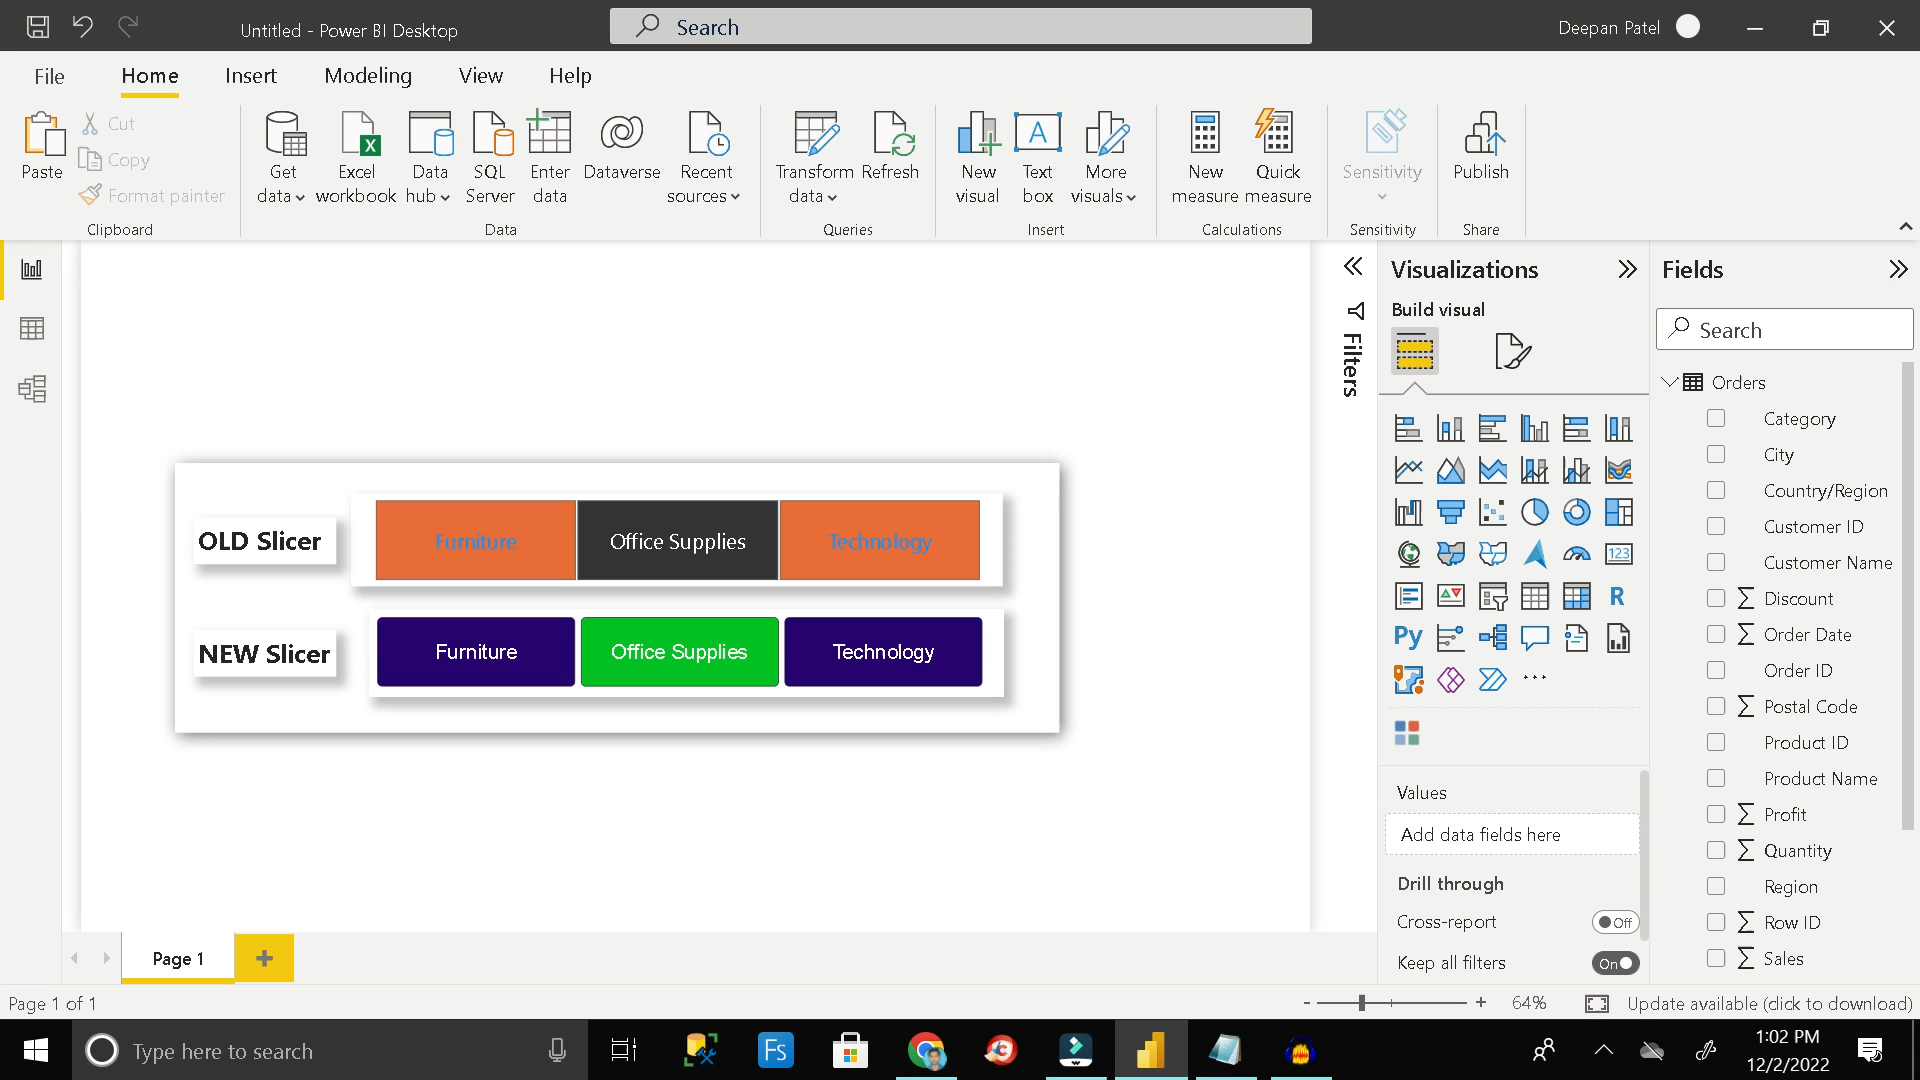 Untitled - Power BI Desktop
Search
Deepan Patel
File
Home
Insert
Modeling
View
Help
Paste
Cut
Copy
Format painter
Clipboard
Get data
Excel workbook
Data hub
SQL Server
Enter data
Dataverse
Recent sources
Data
Transform data
Refresh
Queries
New visual
Text box
More visuals
Insert
New measure
Quick measure
Calculations
Sensitivity
Sensitivity
Publish
Share
OLD Slicer
Furniture
Office Supplies
Technology
NEW Slicer
Furniture
Office Supplies
Technology
Filters
Visualizations
Build visual
123
R
Py
Values
Add data fields here
Drill through
Cross-report
Off
Keep all filters
On
Fields
Search
Orders
Category
City
Country/Region
Customer ID
Customer Name
Discount
Order Date
Order ID
Postal Code
Product ID
Product Name
Profit
Quantity
Region
Row ID
Sales
Page 1
Page 1 of 1
64%
Update available (click to download)
Type here to search
Fs
1:02 PM
12/2/2022